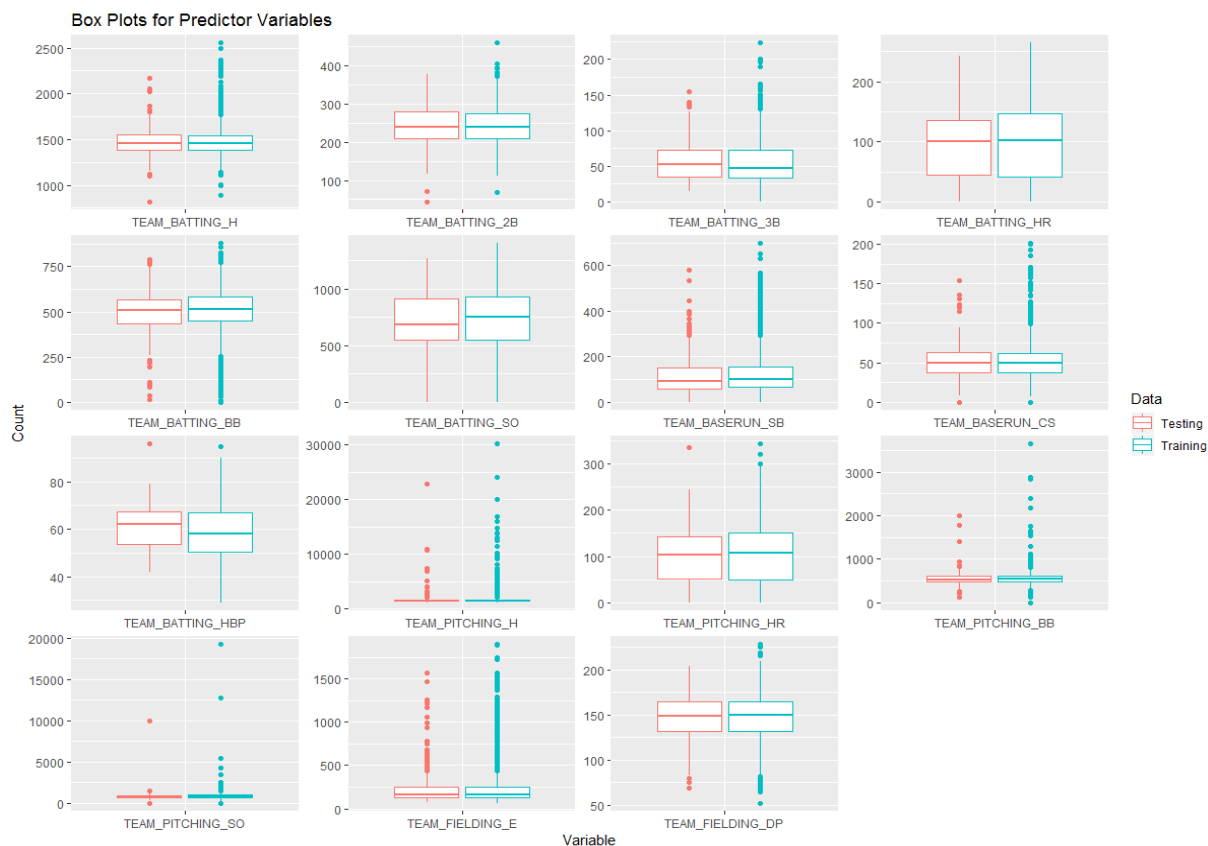 Box Plots for Predictor Variables
2500
2000
1500
1000
TEAM_BATTING_H
400
300
200
100
TEAM_BATTING_2B
200
150
100
50
0
TEAM_BATTING_3B
200
100
0
TEAM_BATTING_HR
750
500
250
0
TEAM_BATTING_BB
1000
500
0
TEAM_BATTING_SO
600
400
200
0
TEAM_BASERUN_SB
200
150
100
50
0
TEAM_BASERUN_CS
80
60
40
TEAM_BATTING_HBP
30000
20000
10000
0
TEAM_PITCHING_H
300
200
100
0
TEAM_PITCHING_HR
3000
2000
1000
0
TEAM_PITCHING_BB
20000
15000
10000
5000
0
TEAM_PITCHING_SO
1500
1000
500
0
TEAM_FIELDING_E
200
150
100
50
TEAM_FIELDING_DP
Count
Variable
Data
Testing
Training